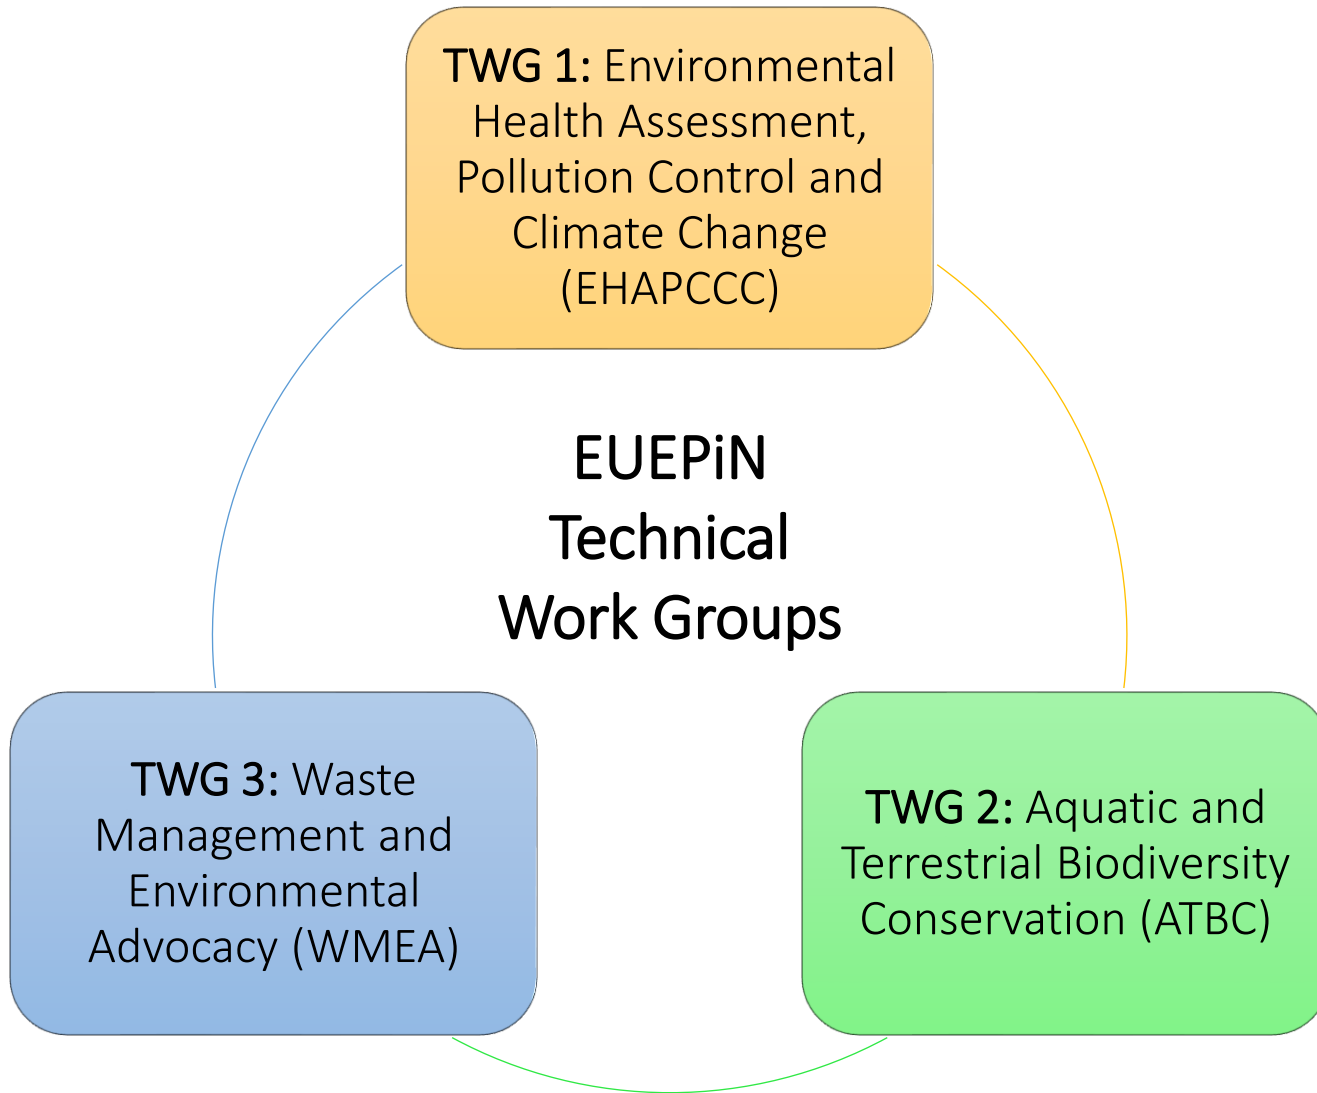 TWG 1: Environmental
Health Assessment,
Pollution Control and
Climate Change
(EHAPCCC)
EUEPiN
Technical
Work Groups
TWG 3: Waste
Management and
Environmental
Advocacy (WMEA)
TWG 2: Aquatic and
Terrestrial Biodiversity
Conservation (ATBC)